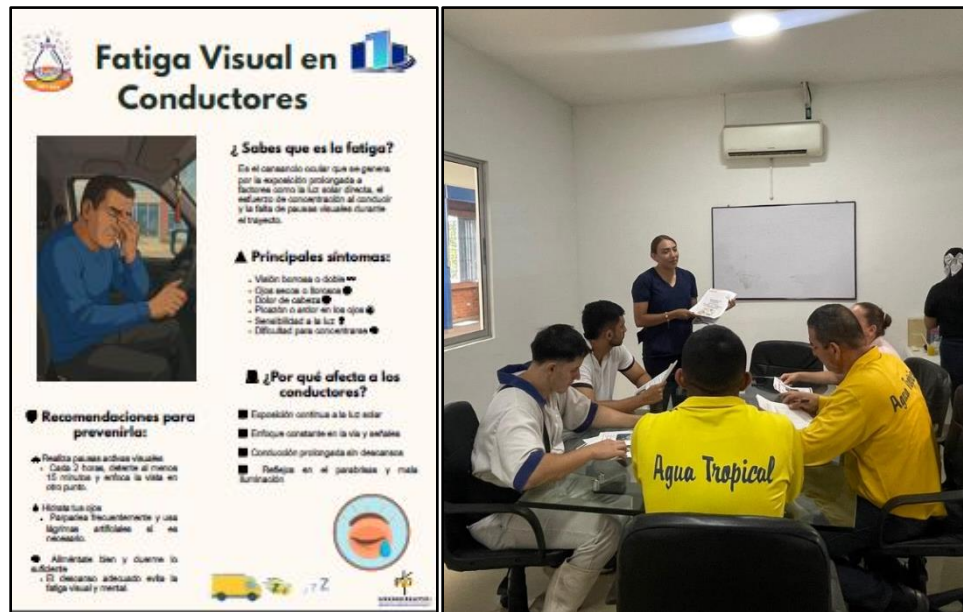 Fatiga Visual en
Conductores
¿ Sabes que es la fatiga?
Es el cansancio ocular que se genera
por la exposición prolongada a
factores como la luz solar directa, el
esfuerzo de concentración al conducir
y la falta de pausas visuales durante
el trayecto.
Principales síntomas:
Visión borrosa o doble
Ojos secos o llorosos
Dolor de cabeza
Picazón o ardor en los ojos
Sensibilidad a la luz
Dificultad para concentrarse
¿Por qué afecta a los
conductores?
Exposición continua a la luz solar
Enfoque constante en la vía y señales
Conducción prolongada sin descansos
Reflejos en el parabrisas y mala
iluminación
Recomendaciones para
prevenirla:
Realiza pausas activas visuales
Cada 2 horas, detente al menos
15 minutos y enfoca la vista en
otro punto.
Hidrata tus ojos
Parpadea frecuentemente y usa
lágrimas artificiales si es
necesario.
Aliméntate bien y duerme lo
suficiente
El descanso adecuado evita la
fatiga visual y mental.
Agua Tropical
Agua Tropical